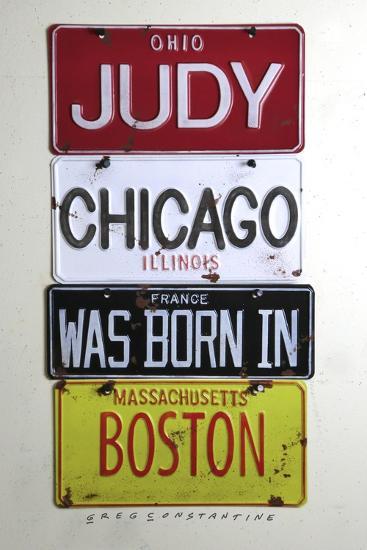 OHIO
JUDY
CHICAGO
ILLINOIS
FRANCE
WAS BORN IN
MASSACHUSETTS
BOSTON
GREG CONSTANTINE